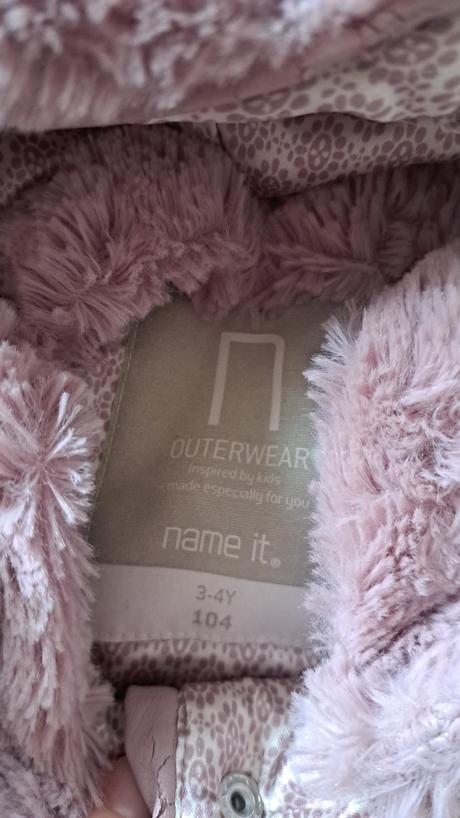 OUTERWEAR
inspired by kids
- made especially for you
name it®
3-4Y
104